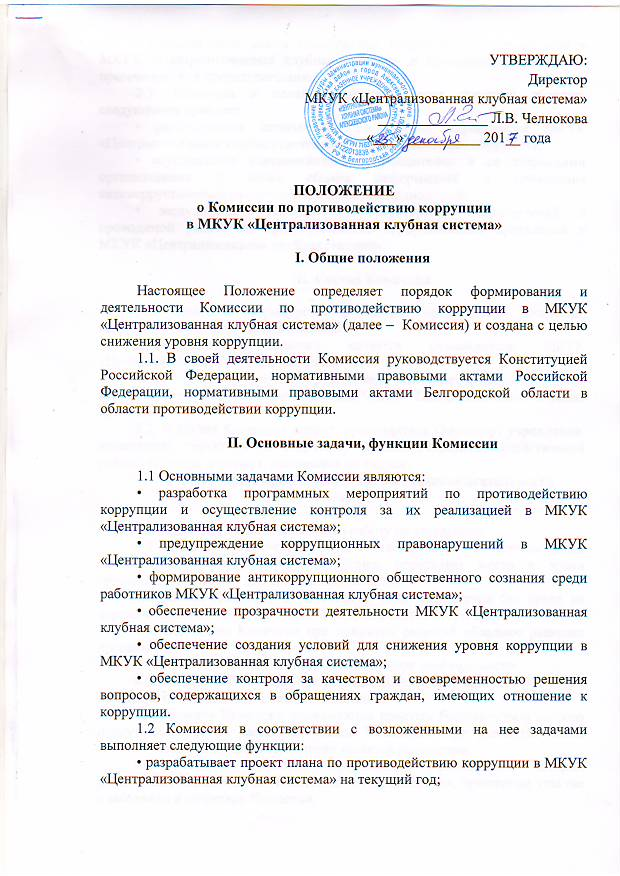 УТВЕРЖДАЮ:
Директор
МКУК «Централизованная клубная система»
Л.В. Челнокова
«25» декабря 2017 года
ПОЛОЖЕНИЕ
о Комиссии по противодействию коррупции
в МКУК «Централизованная клубная система»
I. Общие положения
Настоящее Положение определяет порядок формирования и
деятельности Комиссии по противодействию коррупции в МКУК
«Централизованная клубная система» (далее – Комиссия) и создана с целью
снижения уровня коррупции.
1.1. В своей деятельности Комиссия руководствуется Конституцией
Российской Федерации, нормативными правовыми актами Российской
Федерации, нормативными правовыми актами Белгородской области в
области противодействии коррупции.
II. Основные задачи, функции Комиссии
1.1 Основными задачами Комиссии являются:
• разработка программных мероприятий по противодействию
коррупции и осуществление контроля за их реализацией в МКУК
«Централизованная клубная система»;
• предупреждение коррупционных правонарушений в МКУК
«Централизованная клубная система»;
• формирование антикоррупционного общественного сознания среди
работников МКУК «Централизованная клубная система»;
• обеспечение прозрачности деятельности МКУК «Централизованная
клубная система»;
• обеспечение создания условий для снижения уровня коррупции в
МКУК «Централизованная клубная система»;
• обеспечение контроля за качеством и своевременностью решения
вопросов, содержащихся в обращениях граждан, имеющих отношение к
коррупции.
1.2 Комиссия в соответствии с возложенными на нее задачами
выполняет следующие функции:
• разрабатывает проект плана по противодействию коррупции в МКУК
«Централизованная клубная система» на текущий год;